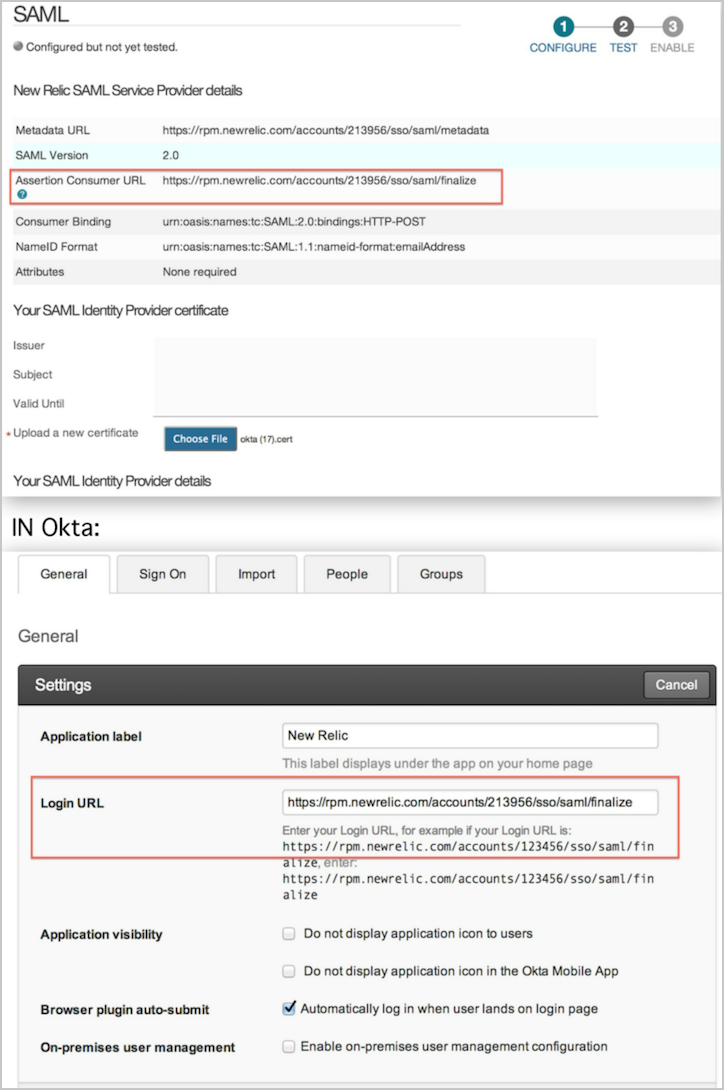 SAML
Configured but not yet tested.
1 2 3
CONFIGURE TEST ENABLE
New Relic SAML Service Provider details
Metadata URL https://rpm.newrelic.com/accounts/213956/sso/saml/metadata
SAML Version 2.0
Assertion Consumer URL https://rpm.newrelic.com/accounts/213956/sso/saml/finalize
?
Consumer Binding urn:oasis:names:tc:SAML:2.0:bindings:HTTP-POST
NameID Format urn:oasis:names:tc:SAML:1.1:nameid-format:emailAddress
Attributes None required
Your SAML Identity Provider certificate
Issuer
Subject
Valid Until
* Upload a new certificate Choose File okta (17).cert
Your SAML Identity Provider details
IN Okta:
General Sign On Import People Groups
General
Settings Cancel
Application label New Relic
This label displays under the app on your home page
Login URL https://rpm.newrelic.com/accounts/213956/sso/saml/finalize
Enter your Login URL, for example if your Login URL is:
https://rpm.newrelic.com/accounts/123456/sso/saml/fin
alize, enter:
https://rpm.newrelic.com/accounts/123456/sso/saml/fin
alize
Application visibility Do not display application icon to users
Do not display application icon in the Okta Mobile App
Browser plugin auto-submit Automatically log in when user lands on login page
On-premises user management Enable on-premises user management configuration